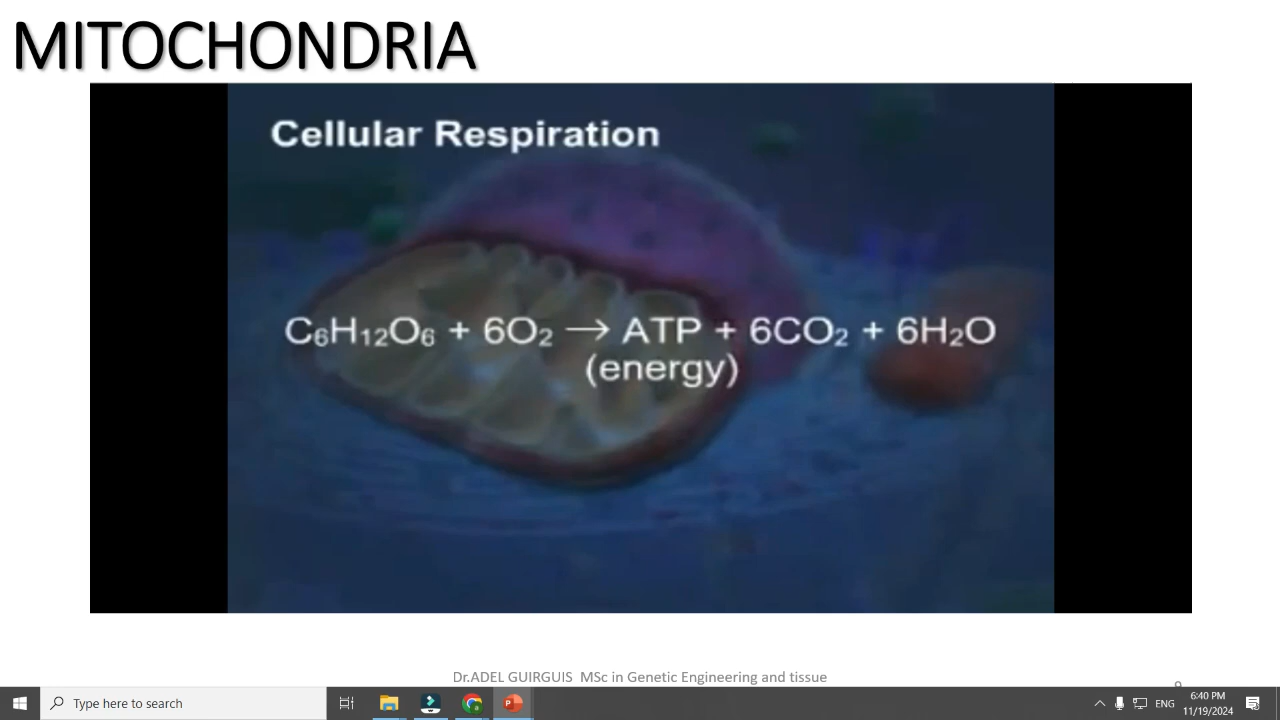 MITOCHONDRIA
Cellular Respiration
C₆H₁₂O₆ + 6O₂ → ATP + 6CO₂ + 6H₂O
(energy)
Dr.ADEL GUIRGUIS MSc in Genetic Engineering and tissue
Type here to search
ENG
6:40 PM
11/19/2024